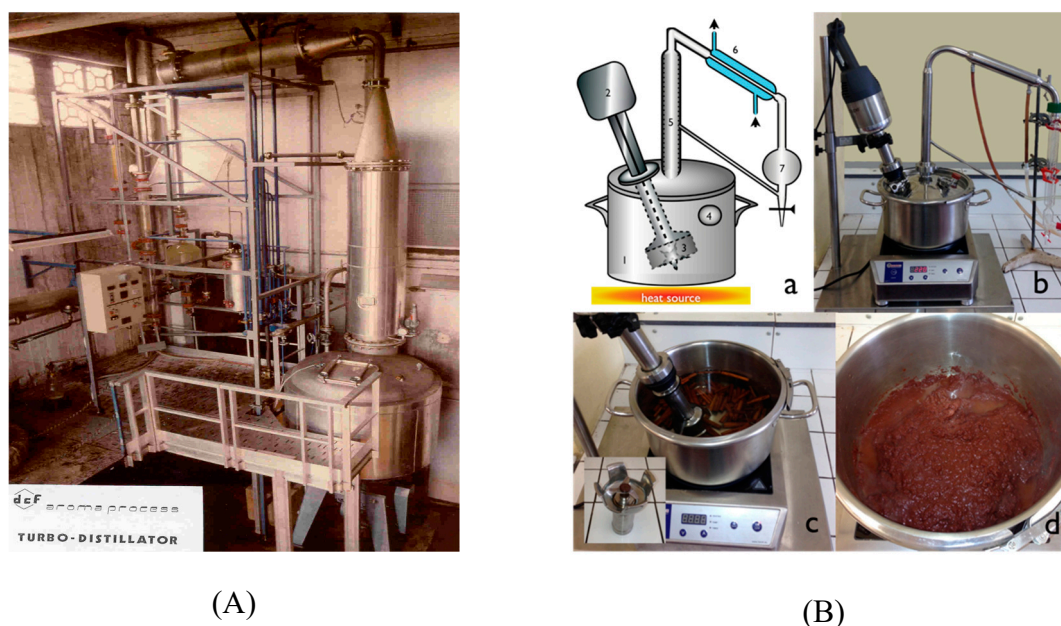 dcF aroma process
TURBO-DISTILLATOR
(A)
2
6
5
7
4
3
1
heat source
a
b
c
d
(B)